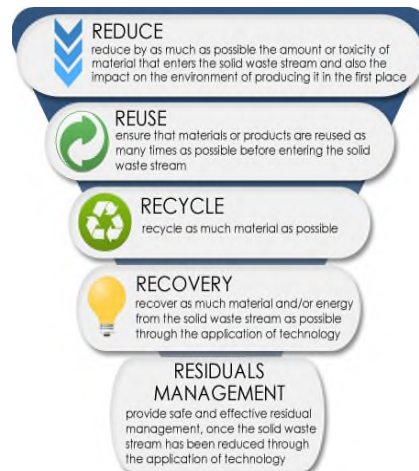 REDUCE
reduce by as much as possible the amount or toxicity of
material that enters the solid waste stream and also the
impact on the environment of producing it in the first place
REUSE
ensure that materials or products are reused as
many times as possible before entering the solid
waste stream
RECYCLE
recycle as much material as possible
RECOVERY
recover as much material and/or energy
from the solid waste stream as possible
through the application of technology
RESIDUALS
MANAGEMENT
provide safe and effective residual
management, once the solid waste
stream has been reduced through
the application of technology